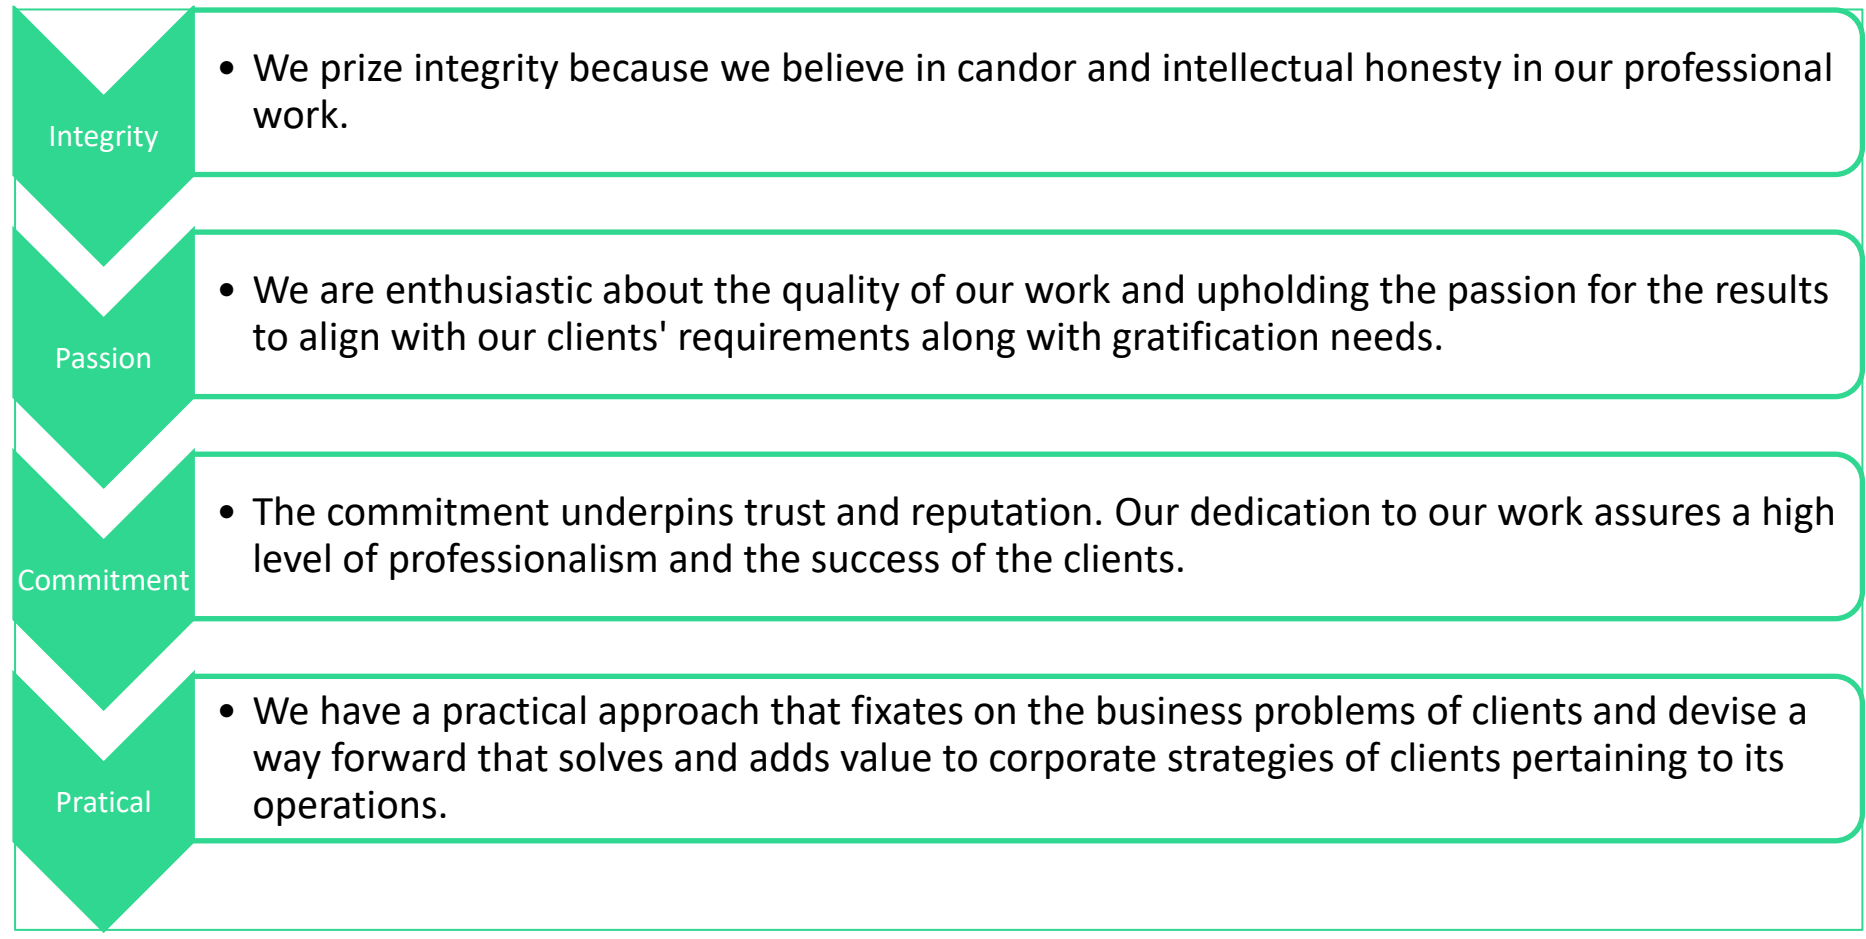 Integrity
• We prize integrity because we believe in candor and intellectual honesty in our professional
work.
Passion
• We are enthusiastic about the quality of our work and upholding the passion for the results
to align with our clients' requirements along with gratification needs.
Commitment
• The commitment underpins trust and reputation. Our dedication to our work assures a high
level of professionalism and the success of the clients.
Pratical
• We have a practical approach that fixates on the business problems of clients and devise a
way forward that solves and adds value to corporate strategies of clients pertaining to its
operations.